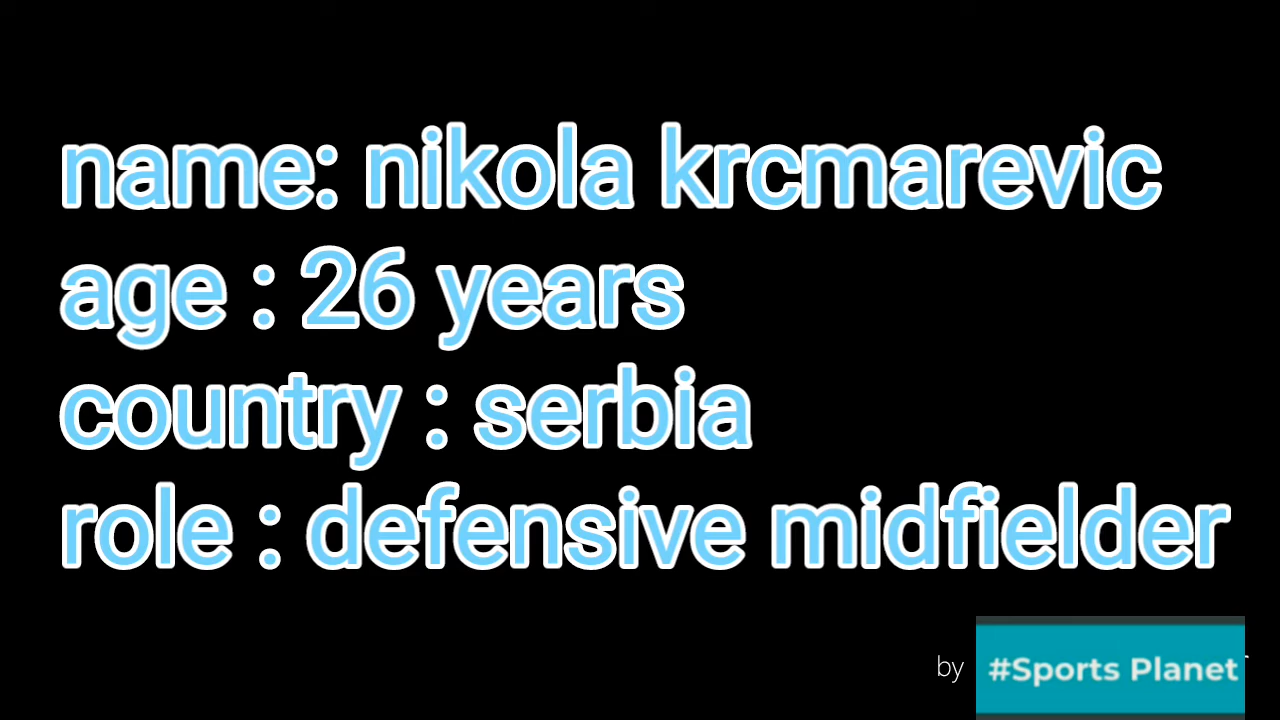 name: nikola krcmarevic
age : 26 years
country : serbia
role : defensive midfielder
by #Sports Planet